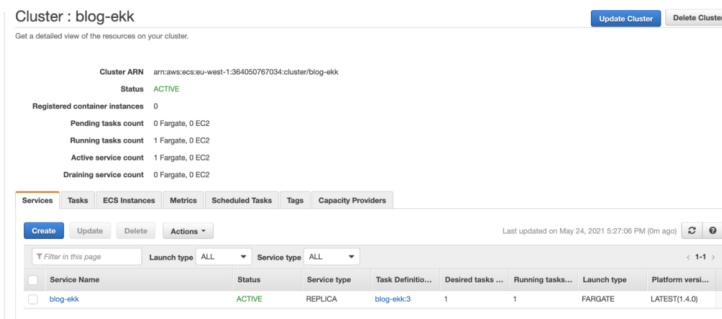 Cluster : blog-ekk
Update Cluster
Delete Cluste
Get a detailed view of the resources on your cluster.
Cluster ARN arn:aws:ecs:eu-west-1:364050767034:cluster/blog-ekk
Status ACTIVE
Registered container instances 0
Pending tasks count 0 Fargate, 0 EC2
Running tasks count 1 Fargate, 0 EC2
Active service count 1 Fargate, 0 EC2
Draining service count 0 Fargate, 0 EC2
Services Tasks ECS Instances Metrics Scheduled Tasks Tags Capacity Providers
Create Update Delete Actions Last updated on May 24, 2021 5:27:06 PM (0m ago)
Filter in this page Launch type ALL Service type ALL < 1-1 >
Service Name Status Service type Task Definitio... Desired tasks ... Running tasks... Launch type Platform versi...
blog-ekk ACTIVE REPLICA blog-ekk:3 1 1 FARGATE LATEST(1.4.0)